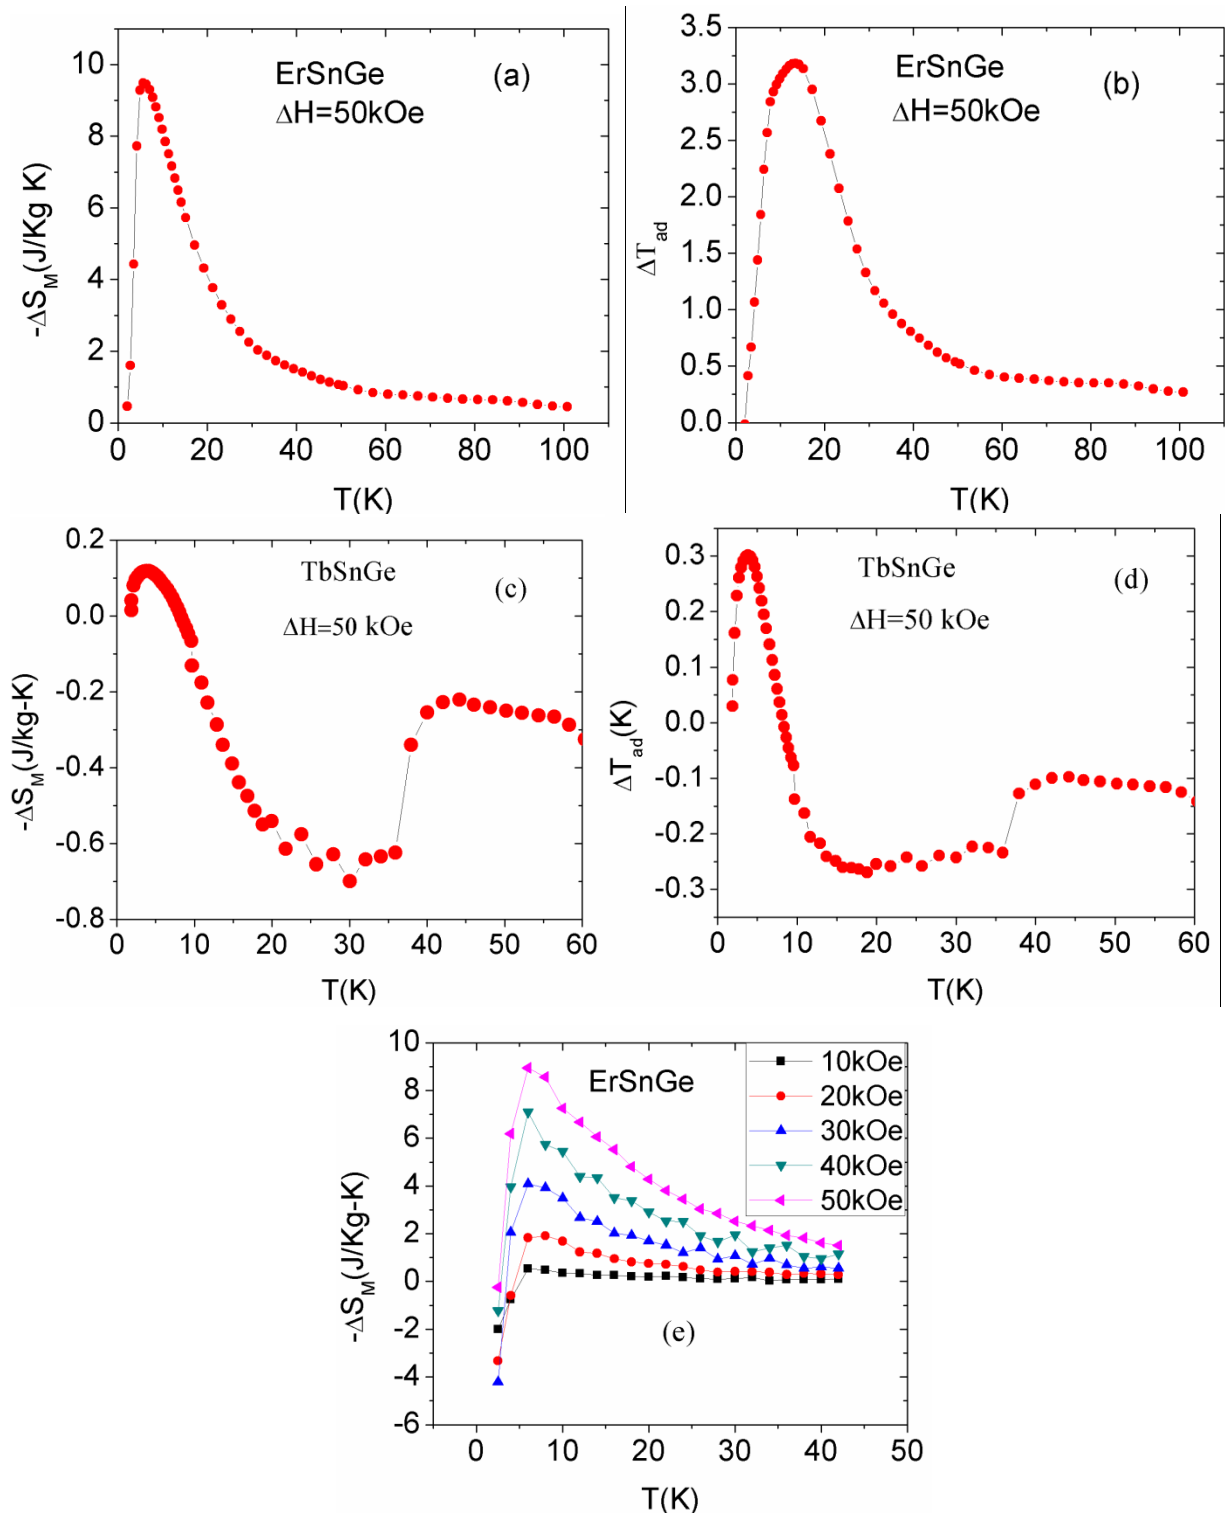 ErSnGe
(a)
ΔH=50kOe
-ΔS_M(J/Kg K)
10
8
6
4
2
0
0 20 40 60 80 100
T(K)
ErSnGe
(b)
ΔH=50kOe
ΔT_ad
3.5
3.0
2.5
2.0
1.5
1.0
0.5
0.0
0 20 40 60 80 100
T(K)
TbSnGe
(c)
ΔH=50 kOe
-ΔS_M(J/kg-K)
0.2
0.0
-0.2
-0.4
-0.6
-0.8
0 10 20 30 40 50 60
T(K)
TbSnGe
(d)
ΔH=50 kOe
ΔT_ad(K)
0.3
0.2
0.1
0.0
-0.1
-0.2
-0.3
0 10 20 30 40 50 60
T(K)
ErSnGe
10kOe
20kOe
30kOe
40kOe
50kOe
(e)
-ΔS_M(J/Kg-K)
10
8
6
4
2
0
-2
-4
-6
0 10 20 30 40 50
T(K)